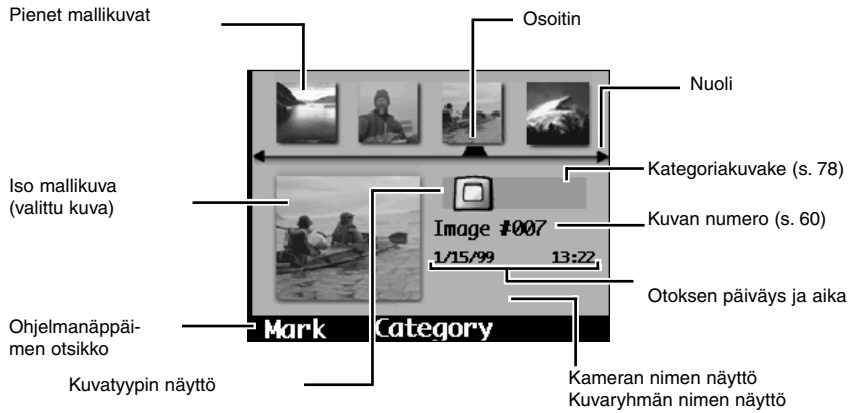 Pienet mallikuvat
Osoitin
Nuoli
Kategoriakuvake (s. 78)
Iso mallikuva
(valittu kuva)
Image #007
Kuvan numero (s. 60)
1/15/99 13:22
Otoksen päiväys ja aika
Ohjelmanäppäi-
men otsikko
Mark Category
Kuvatyypin näyttö
Kameran nimen näyttö
Kuvaryhmän nimen näyttö